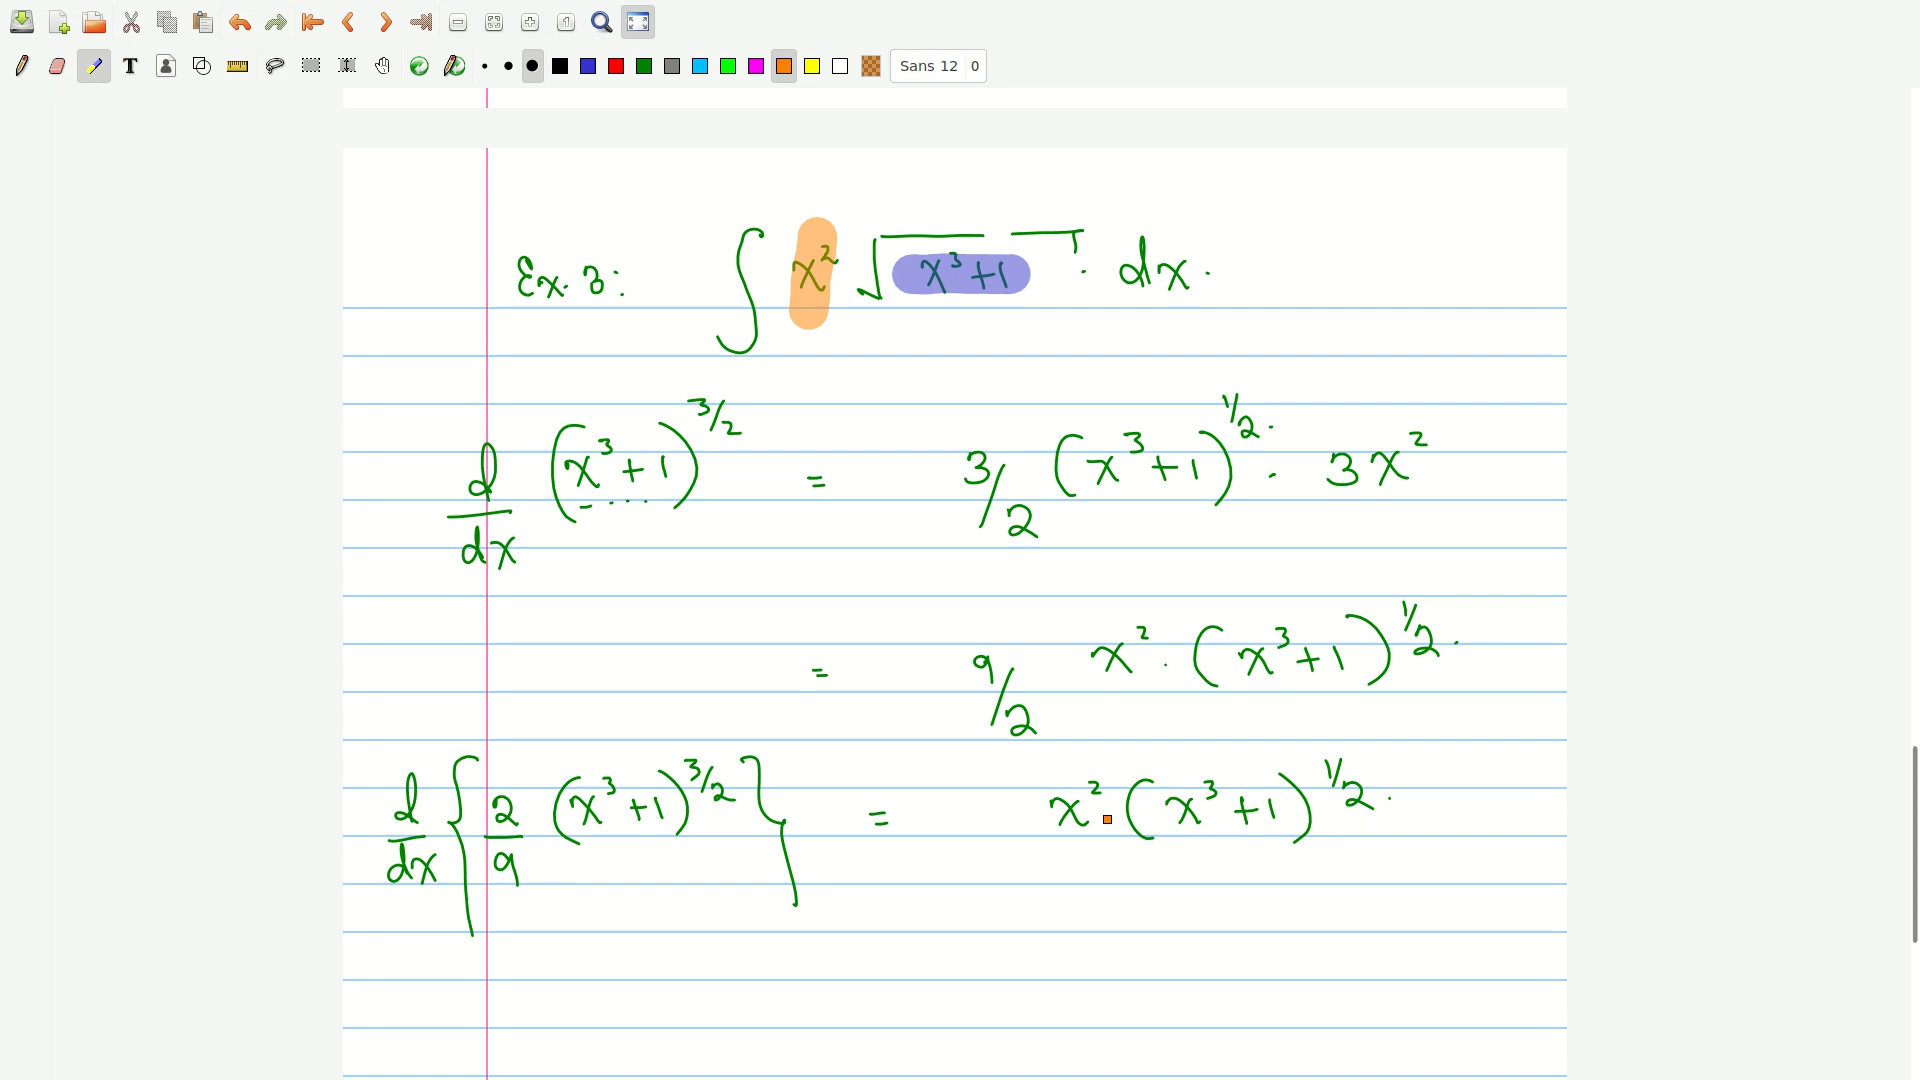 Sans 12 0
Ex. 3: ∫ x² √(x³+1) · dx.
d/dx (x³+1)^(3/2) = 3/2 (x³+1)^(1/2) · 3x²
= 9/2 x² · (x³+1)^(1/2).
d/dx { 2/9 (x³+1)^(3/2) } = x² · (x³+1)^(1/2).